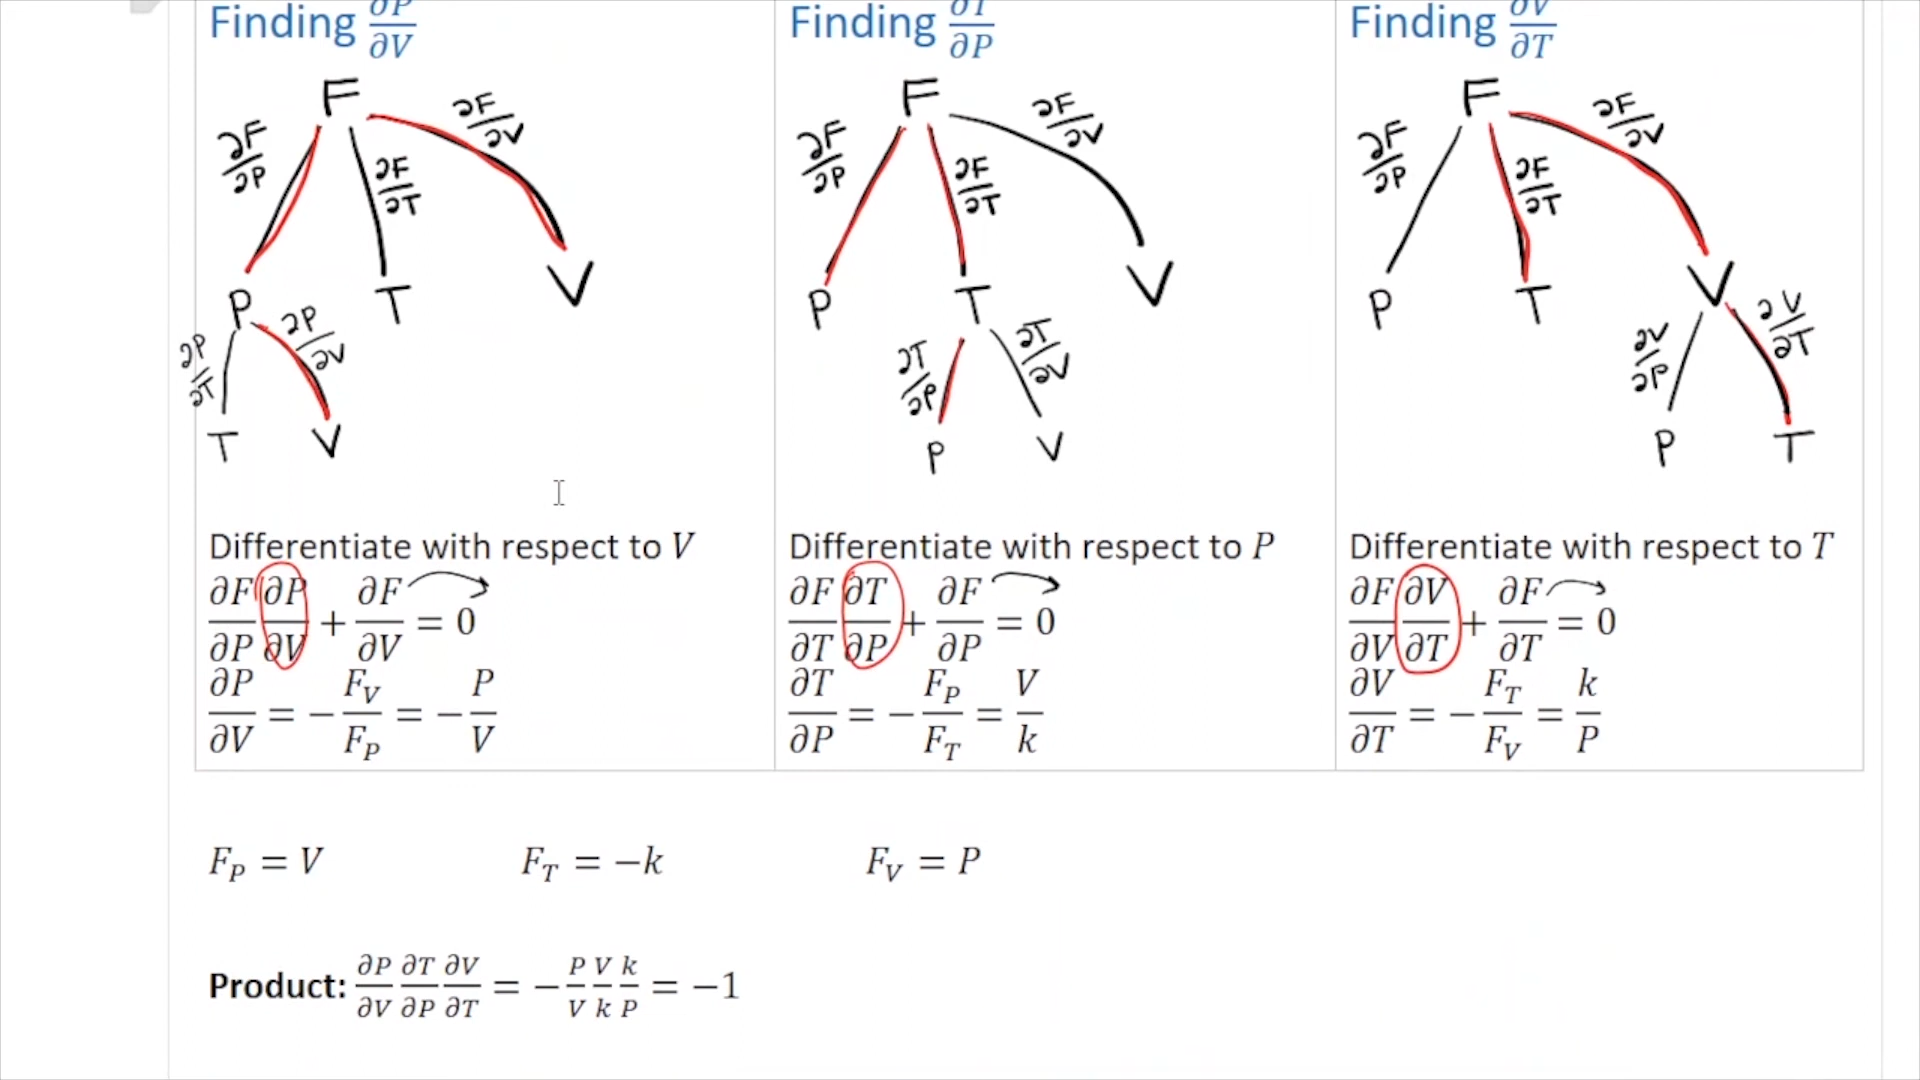 Finding ∂P/∂V
F
∂F/∂P ∂F/∂T ∂F/∂V
P T V
∂P/∂T ∂P/∂V
T V
Differentiate with respect to V
∂F/∂P ∂P/∂V + ∂F/∂V = 0
∂P/∂V = −F_V/F_P = −P/V
Finding ∂T/∂P
F
∂F/∂P ∂F/∂T ∂F/∂V
P T V
∂T/∂P ∂T/∂V
P V
Differentiate with respect to P
∂F/∂T ∂T/∂P + ∂F/∂P = 0
∂T/∂P = −F_P/F_T = V/k
Finding ∂V/∂T
F
∂F/∂P ∂F/∂T ∂F/∂V
P T V
∂V/∂P ∂V/∂T
P T
Differentiate with respect to T
∂F/∂V ∂V/∂T + ∂F/∂T = 0
∂V/∂T = −F_T/F_V = k/P
F_P = V F_T = −k F_V = P
Product: ∂P/∂V ∂T/∂P ∂V/∂T = −P/V V/k k/P = −1